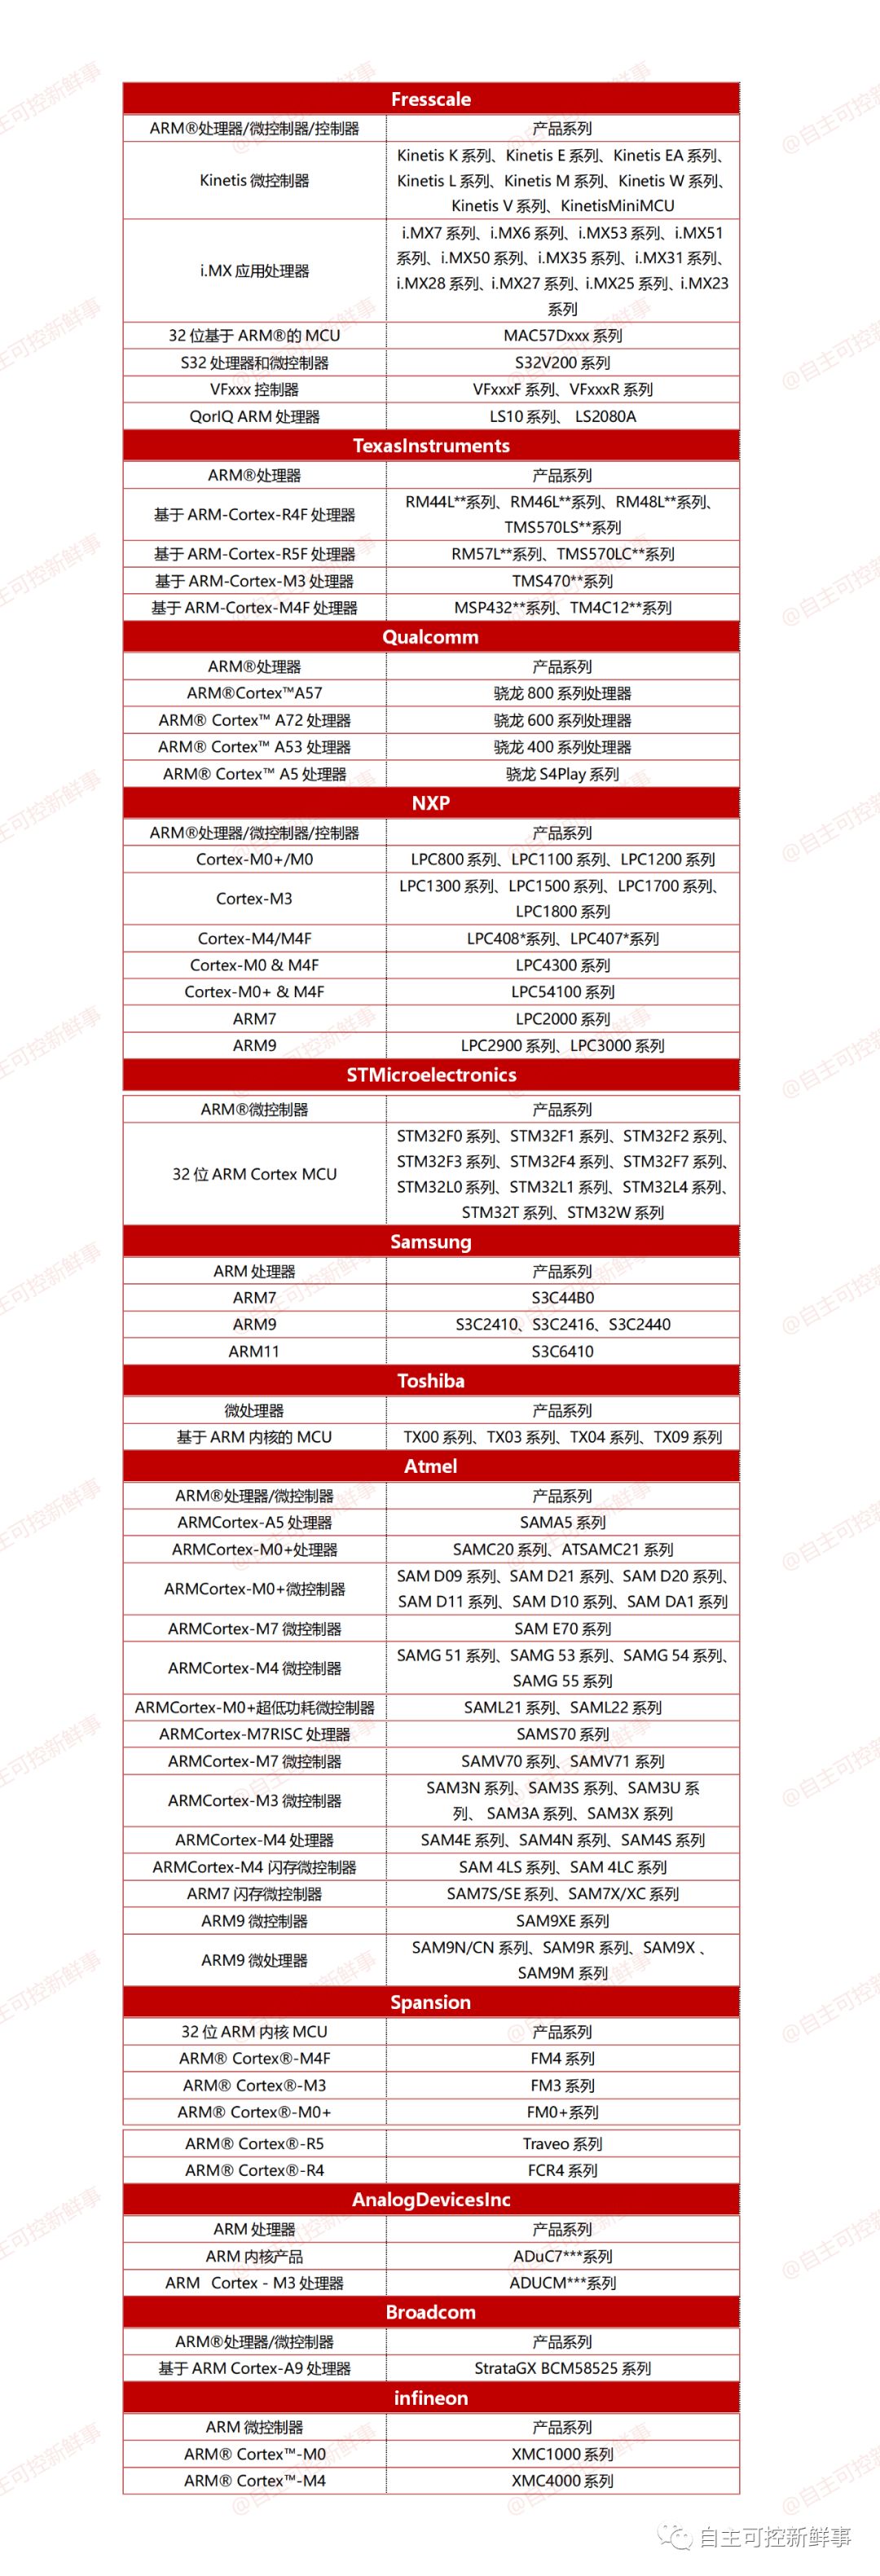 Fresscale
ARM®处理器/微控制器/控制器 产品系列
Kinetis 微控制器
Kinetis K 系列、Kinetis E 系列、Kinetis EA 系列、
Kinetis L 系列、Kinetis M 系列、Kinetis W 系列、
Kinetis V 系列、KinetisMiniMCU
i.MX 应用处理器
i.MX7 系列、i.MX6 系列、i.MX53 系列、i.MX51
系列、i.MX50 系列、i.MX35 系列、i.MX31 系列、
i.MX28 系列、i.MX27 系列、i.MX25 系列、i.MX23
系列
32 位基于 ARM®的 MCU MAC57Dxxx 系列
S32 处理器和微控制器 S32V200 系列
VFxxx 控制器 VFxxxF 系列、VFxxxR 系列
QorIQ ARM 处理器 LS10 系列、 LS2080A
TexasInstruments
ARM®处理器 产品系列
基于 ARM-Cortex-R4F 处理器
RM44L**系列、RM46L**系列、RM48L**系列、
TMS570LS**系列
基于 ARM-Cortex-R5F 处理器 RM57L**系列、TMS570LC**系列
基于 ARM-Cortex-M3 处理器 TMS470**系列
基于 ARM-Cortex-M4F 处理器 MSP432**系列、TM4C12**系列
Qualcomm
ARM®处理器 产品系列
ARM®Cortex™A57 骁龙 800 系列处理器
ARM® Cortex™ A72 处理器 骁龙 600 系列处理器
ARM® Cortex™ A53 处理器 骁龙 400 系列处理器
ARM® Cortex™ A5 处理器 骁龙 S4Play 系列
NXP
ARM®处理器/微控制器/控制器 产品系列
Cortex-M0+/M0 LPC800 系列、LPC1100 系列、LPC1200 系列
Cortex-M3
LPC1300 系列、LPC1500 系列、LPC1700 系列、
LPC1800 系列
Cortex-M4/M4F LPC408*系列、LPC407*系列
Cortex-M0 & M4F LPC4300 系列
Cortex-M0+ & M4F LPC54100 系列
ARM7 LPC2000 系列
ARM9 LPC2900 系列、LPC3000 系列
STMicroelectronics
ARM®微控制器 产品系列
32 位 ARM Cortex MCU
STM32F0 系列、STM32F1 系列、STM32F2 系列、
STM32F3 系列、STM32F4 系列、STM32F7 系列、
STM32L0 系列、STM32L1 系列、STM32L4 系列、
STM32T 系列、STM32W 系列
Samsung
ARM 处理器 产品系列
ARM7 S3C44B0
ARM9 S3C2410、S3C2416、S3C2440
ARM11 S3C6410
Toshiba
微处理器 产品系列
基于 ARM 内核的 MCU TX00 系列、TX03 系列、TX04 系列、TX09 系列
Atmel
ARM®处理器/微控制器 产品系列
ARMCortex-A5 处理器 SAMA5 系列
ARMCortex-M0+处理器 SAMC20 系列、ATSAMC21 系列
ARMCortex-M0+微控制器
SAM D09 系列、SAM D21 系列、SAM D20 系列、
SAM D11 系列、SAM D10 系列、SAM DA1 系列
ARMCortex-M7 微控制器 SAM E70 系列
ARMCortex-M4 微控制器
SAMG 51 系列、SAMG 53 系列、SAMG 54 系列、
SAMG 55 系列
ARMCortex-M0+超低功耗微控制器 SAML21 系列、SAML22 系列
ARMCortex-M7RISC 处理器 SAMS70 系列
ARMCortex-M7 微控制器 SAMV70 系列、SAMV71 系列
ARMCortex-M3 微控制器
SAM3N 系列、SAM3S 系列、SAM3U 系
列、 SAM3A 系列、SAM3X 系列
ARMCortex-M4 处理器 SAM4E 系列、SAM4N 系列、SAM4S 系列
ARMCortex-M4 闪存微控制器 SAM 4LS 系列、SAM 4LC 系列
ARM7 闪存微控制器 SAM7S/SE 系列、SAM7X/XC 系列
ARM9 微控制器 SAM9XE 系列
ARM9 微处理器
SAM9N/CN 系列、SAM9R 系列、SAM9X 、
SAM9M 系列
Spansion
32 位 ARM 内核 MCU 产品系列
ARM® Cortex®-M4F FM4 系列
ARM® Cortex®-M3 FM3 系列
ARM® Cortex®-M0+ FM0+系列
ARM® Cortex®-R5 Traveo 系列
ARM® Cortex®-R4 FCR4 系列
AnalogDevicesInc
ARM 处理器 产品系列
ARM 内核产品 ADuC7***系列
ARM Cortex - M3 处理器 ADUCM***系列
Broadcom
ARM®处理器/微控制器 产品系列
基于 ARM Cortex-A9 处理器 StrataGX BCM58525 系列
infineon
ARM 微控制器 产品系列
ARM® Cortex™-M0 XMC1000 系列
ARM® Cortex™-M4 XMC4000 系列
自主可控新鲜事
@自主可控新鲜事